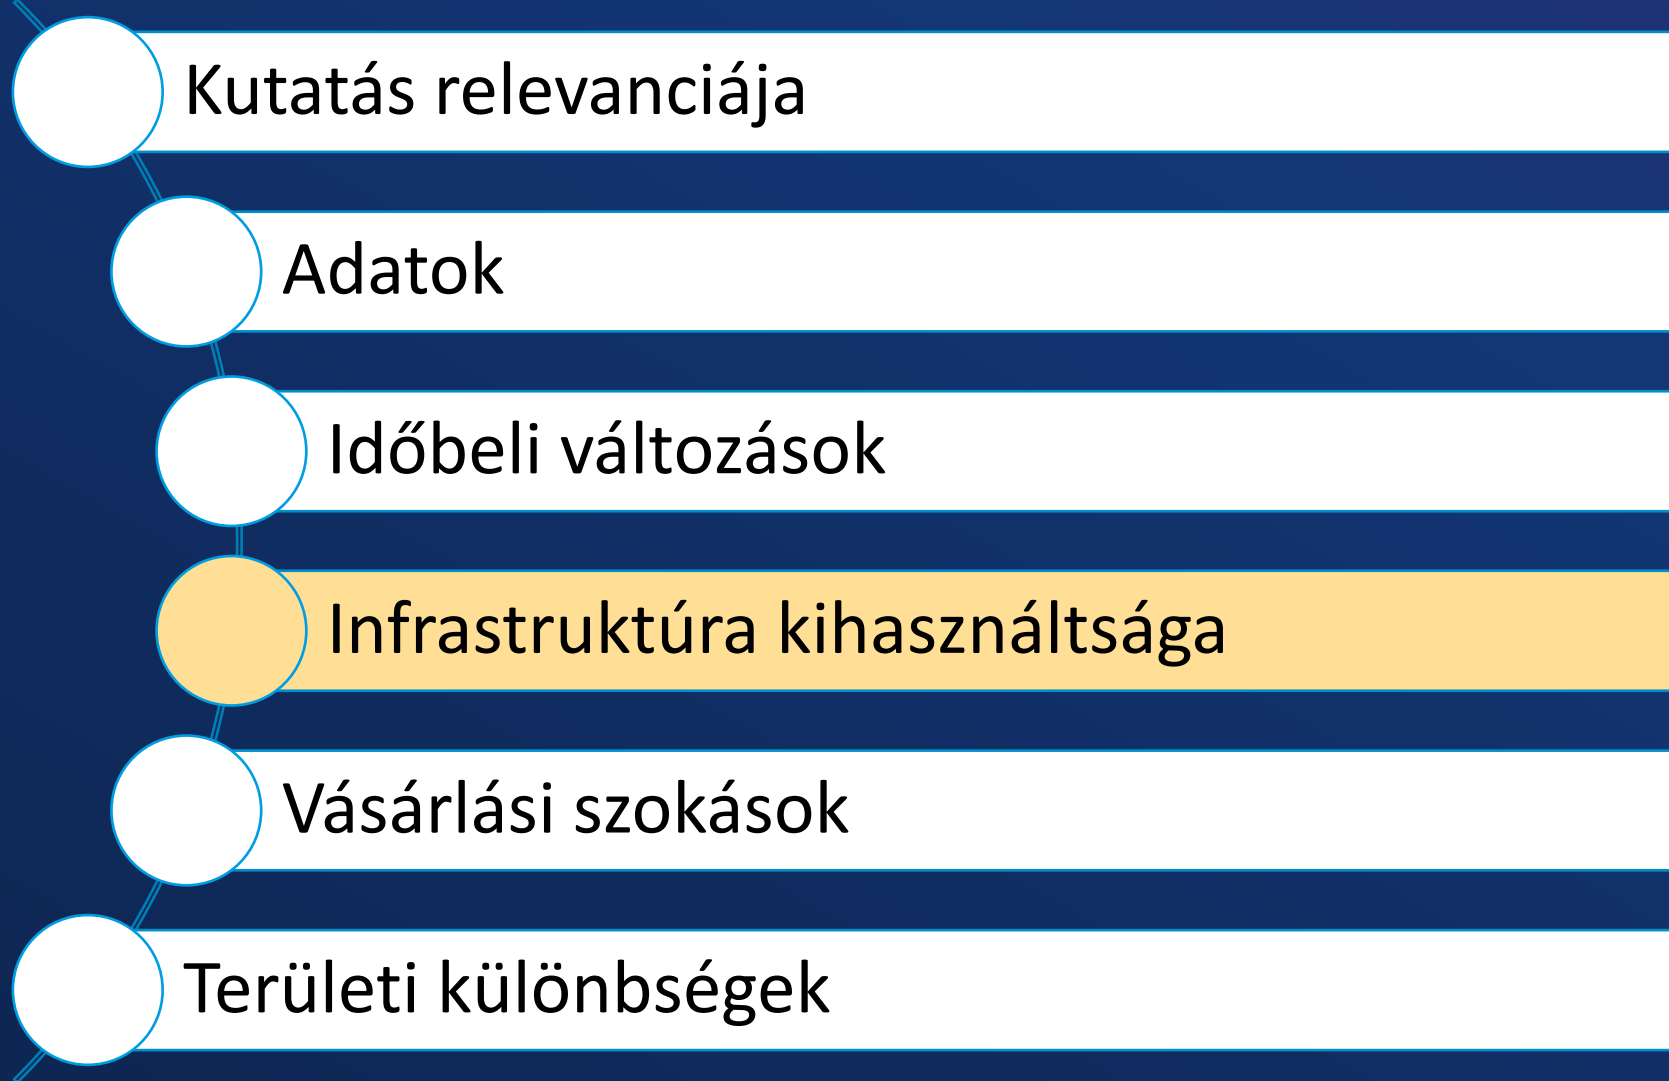 Kutatás relevanciája
Adatok
Időbeli változások
Infrastruktúra kihasználtsága
Vásárlási szokások
Területi különbségek